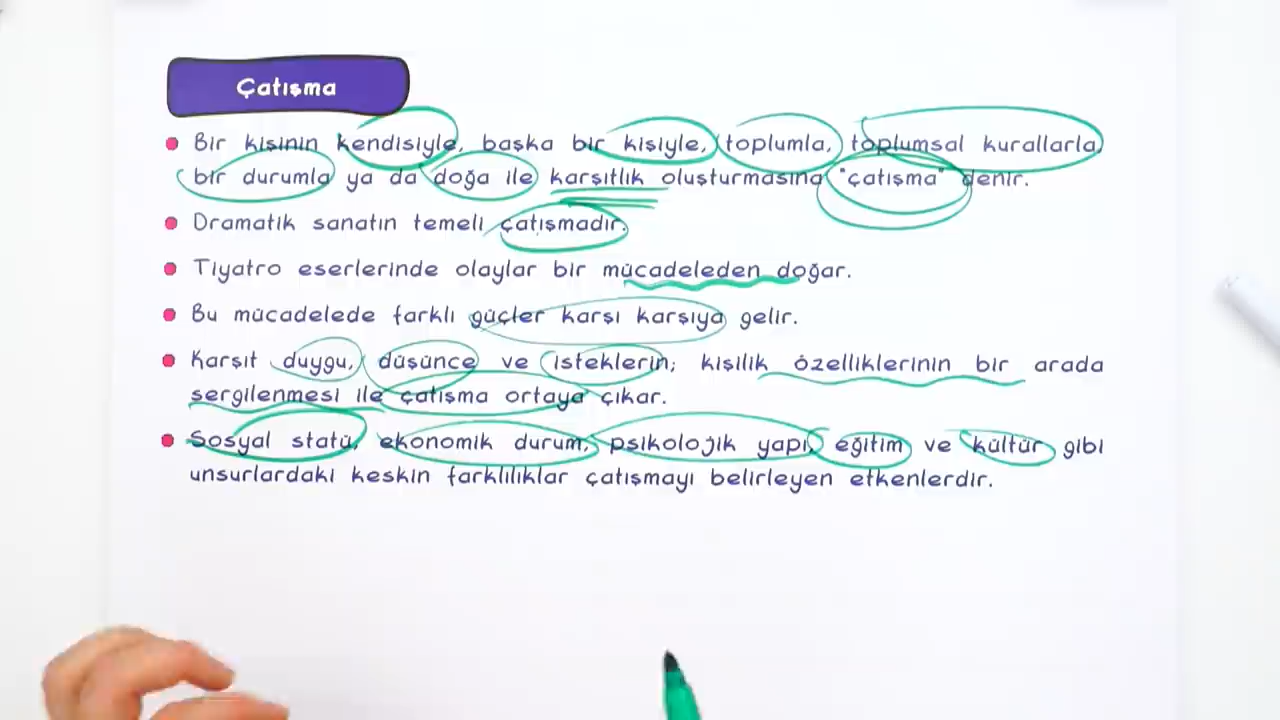 Çatışma
Bir kişinin kendisiyle, başka bir kişiyle, toplumla, toplumsal kurallarla,
bir durumla ya da doğa ile karşıtlık oluşturmasına "çatışma" denir.
Dramatik sanatın temeli çatışmadır.
Tiyatro eserlerinde olaylar bir mücadeleden doğar.
Bu mücadelede farklı güçler karşı karşıya gelir.
Karşıt duygu, düşünce ve isteklerin; kişilik özelliklerinin bir arada
sergilenmesi ile çatışma ortaya çıkar.
Sosyal statü, ekonomik durum, psikolojik yapı, eğitim ve kültür gibi
unsurlardaki keskin farklılıklar çatışmayı belirleyen etkenlerdir.